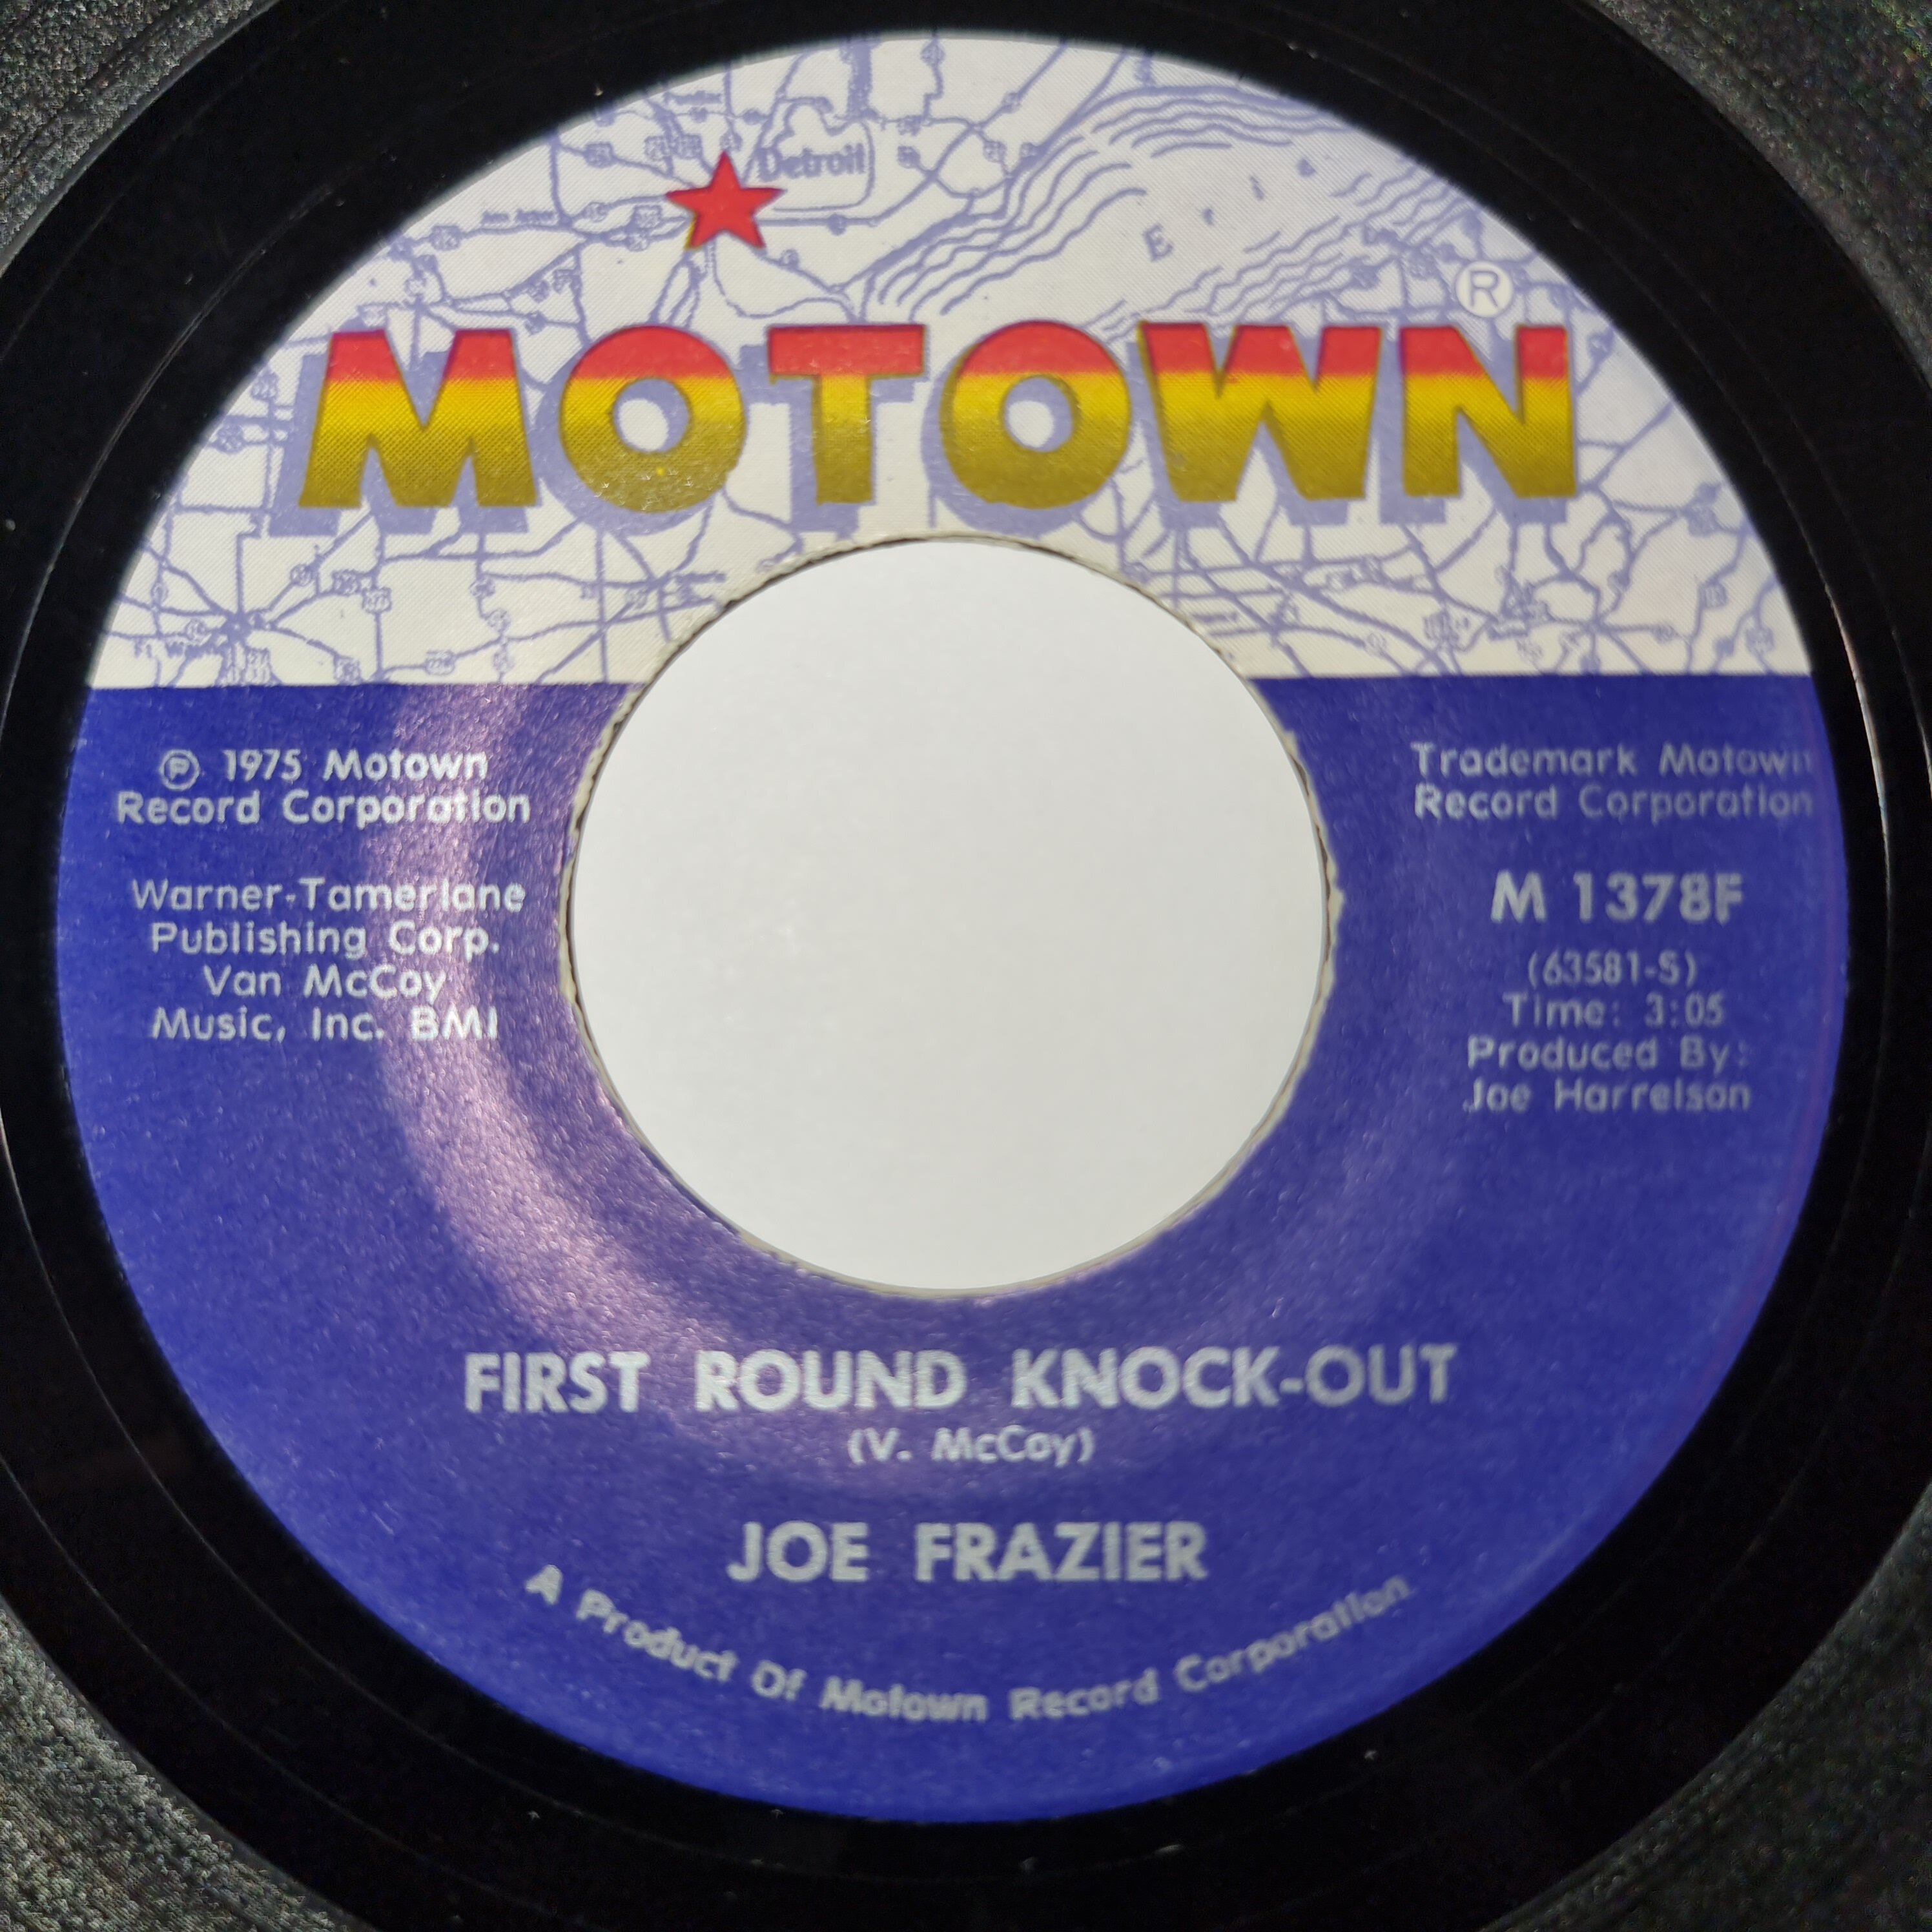 Detroit
Erie
®
MOTOWN
℗ 1975 Motown
Record Corporation
Warner-Tamerlane
Publishing Corp.
Van McCoy
Music, Inc. BMI
Trademark Motown
Record Corporation
M 1378F
(63581-S)
Time: 3:05
Produced By:
Joe Harrelson
FIRST ROUND KNOCK-OUT
(V. McCoy)
JOE FRAZIER
A Product Of Motown Record Corporation